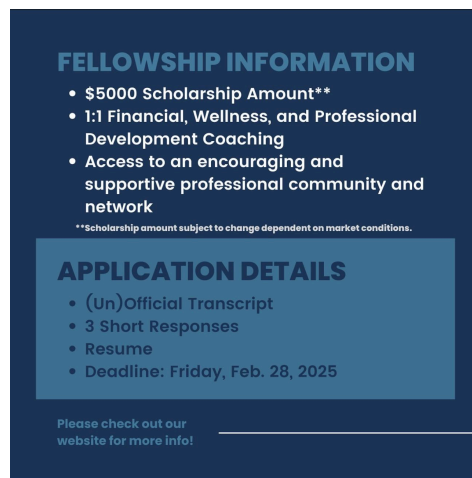 FELLOWSHIP INFORMATION
• $5000 Scholarship Amount**
• 1:1 Financial, Wellness, and Professional
Development Coaching
• Access to an encouraging and
supportive professional community and
network
**Scholarship amount subject to change dependent on market conditions.
APPLICATION DETAILS
• (Un)Official Transcript
• 3 Short Responses
• Resume
• Deadline: Friday, Feb. 28, 2025
Please check out our
website for more info!